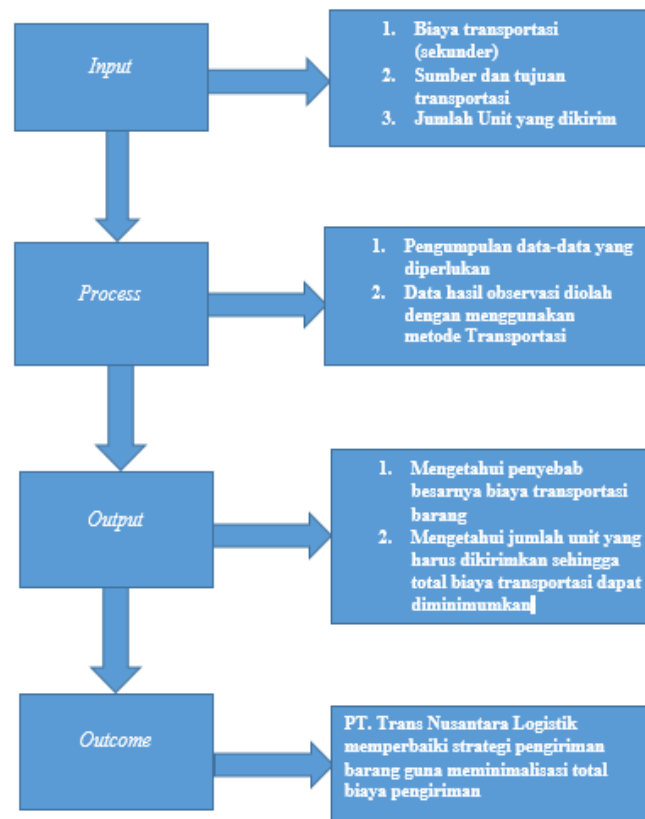 Input
1. Biaya transportasi
(sekunder)
2. Sumber dan tujuan
transportasi
3. Jumlah Unit yang dikirim
Process
1. Pengumpulan data-data yang
diperlukan
2. Data hasil observasi diolah
dengan menggunakan
metode Transportasi
Output
1. Mengetahui penyebab
besarnya biaya transportasi
barang
2. Mengetahui jumlah unit yang
harus dikirimkan sehingga
total biaya transportasi dapat
diminimumkan
Outcome
PT. Trans Nusantara Logistik
memperbaiki strategi pengiriman
barang guna meminimalisasi total
biaya pengiriman